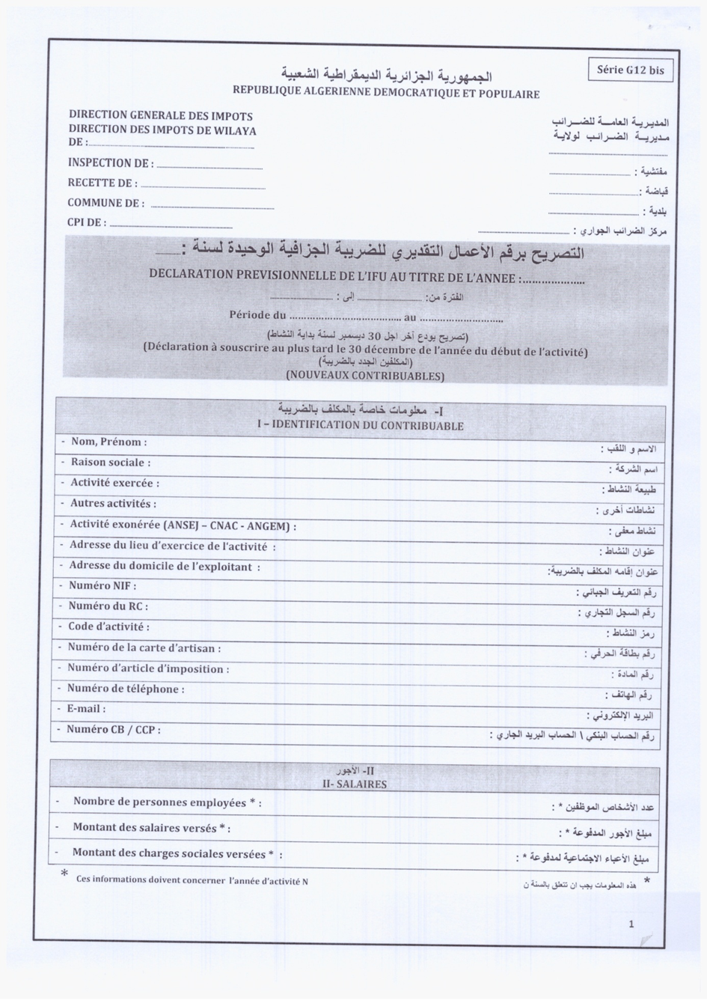 Série G12 bis
الجمهورية الجزائرية الديمقراطية الشعبية
REPUBLIQUE ALGERIENNE DEMOCRATIQUE ET POPULAIRE
DIRECTION GENERALE DES IMPOTS
المديرية العامة للضرائب
DIRECTION DES IMPOTS DE WILAYA
مديرية الضرائب لولاية
DE :
INSPECTION DE :
مفتشية :
RECETTE DE :
قباضة :
COMMUNE DE :
بلدية :
CPI DE :
مركز الضرائب الجواري :
التصريح برقم الأعمال التقديري للضريبة الجزافية الوحيدة لسنة :
DECLARATION PREVISIONNELLE DE L'IFU AU TITRE DE L'ANNEE :....................
الفترة من: إلى :
Période du ....................................... au .............................
(تصريح يودع آخر اجل 30 ديسمبر لسنة بداية النشاط)
(Déclaration à souscrire au plus tard le 30 décembre de l'année du début de l'activité)
(المكلفين الجدد بالضريبة)
(NOUVEAUX CONTRIBUABLES)
I- معلومات خاصة بالمكلف بالضريبة
I – IDENTIFICATION DU CONTRIBUABLE
- Nom, Prénom :
الاسم و اللقب :
- Raison sociale :
اسم الشركة :
- Activité exercée :
طبيعة النشاط :
- Autres activités :
نشاطات أخرى :
- Activité exonérée (ANSEJ – CNAC - ANGEM) :
نشاط معفى :
- Adresse du lieu d'exercice de l'activité :
عنوان النشاط :
- Adresse du domicile de l'exploitant :
عنوان إقامه المكلف بالضريبة:
- Numéro NIF :
رقم التعريف الجبائي :
- Numéro du RC :
رقم السجل التجاري :
- Code d'activité :
رمز النشاط :
- Numéro de la carte d'artisan :
رقم بطاقة الحرفي :
- Numéro d'article d'imposition :
رقم المادة :
- Numéro de téléphone :
رقم الهاتف :
- E-mail :
البريد الإلكتروني :
- Numéro CB / CCP :
رقم الحساب البنكي \ الحساب البريد الجاري :
II- الأجور
II- SALAIRES
- Nombre de personnes employées * :
عدد الأشخاص الموظفين * :
- Montant des salaires versés * :
مبلغ الأجور المدفوعة * :
- Montant des charges sociales versées * :
مبلغ الأعباء الاجتماعية لمدفوعة * :
* Ces informations doivent concerner l'année d'activité N
* هذه المعلومات يجب ان تتعلق بالسنة ن
1